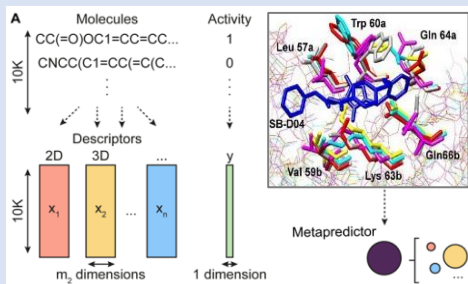 A
Molecules
Activity
CC(=O)OC1=CC=CC...
1
CNCC(C1=CC(=C(C...
0
10K
Descriptors
2D
3D
...
y
10K
x1
x2
...
xn
m2 dimensions
1 dimension
Trp 60a
Gln 64a
Leu 57a
SB-D04
Gln66b
Val 59b
Lys 63b
Metapredictor
...